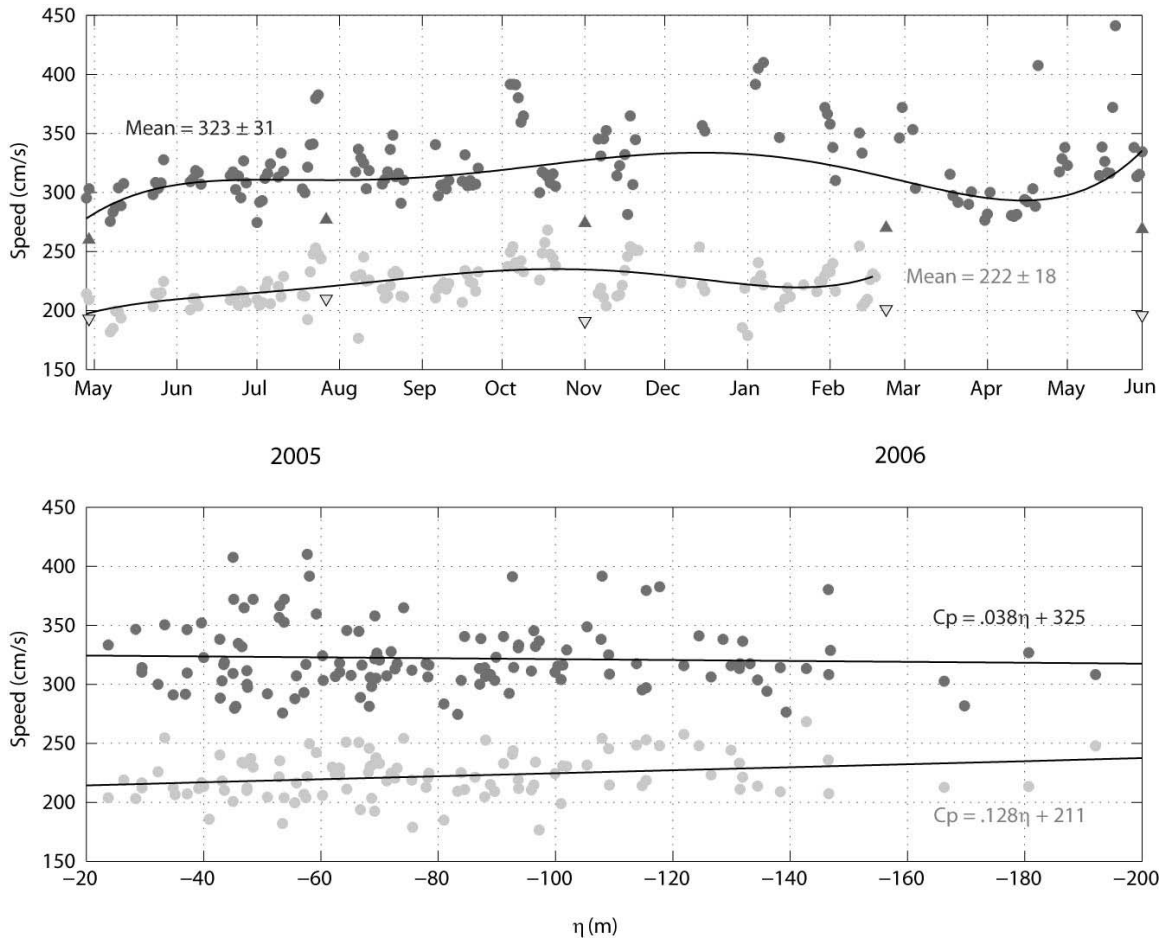 450
400
350
300
250
200
150
Speed (cm/s)
Mean = 323 ± 31
Mean = 222 ± 18
May Jun Jul Aug Sep Oct Nov Dec Jan Feb Mar Apr May Jun
2005 2006
450
400
350
300
250
200
150
Speed (cm/s)
Cp = .038η + 325
Cp = .128η + 211
−20 −40 −60 −80 −100 −120 −140 −160 −180 −200
η (m)